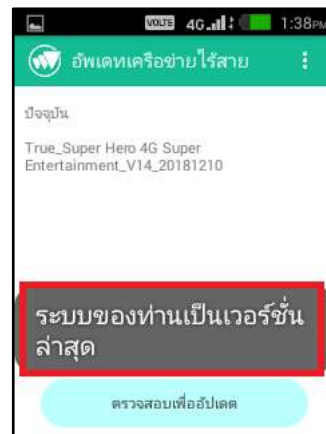 VOLTE 4G 1:38PM
อัพเดทเครือข่ายไร้สาย
ปัจจุบัน
True_Super Hero 4G Super
Entertainment_V14_20181210
ระบบของท่านเป็นเวอร์ชั่น
ล่าสุด
ตรวจสอบเพื่ออัปเดต